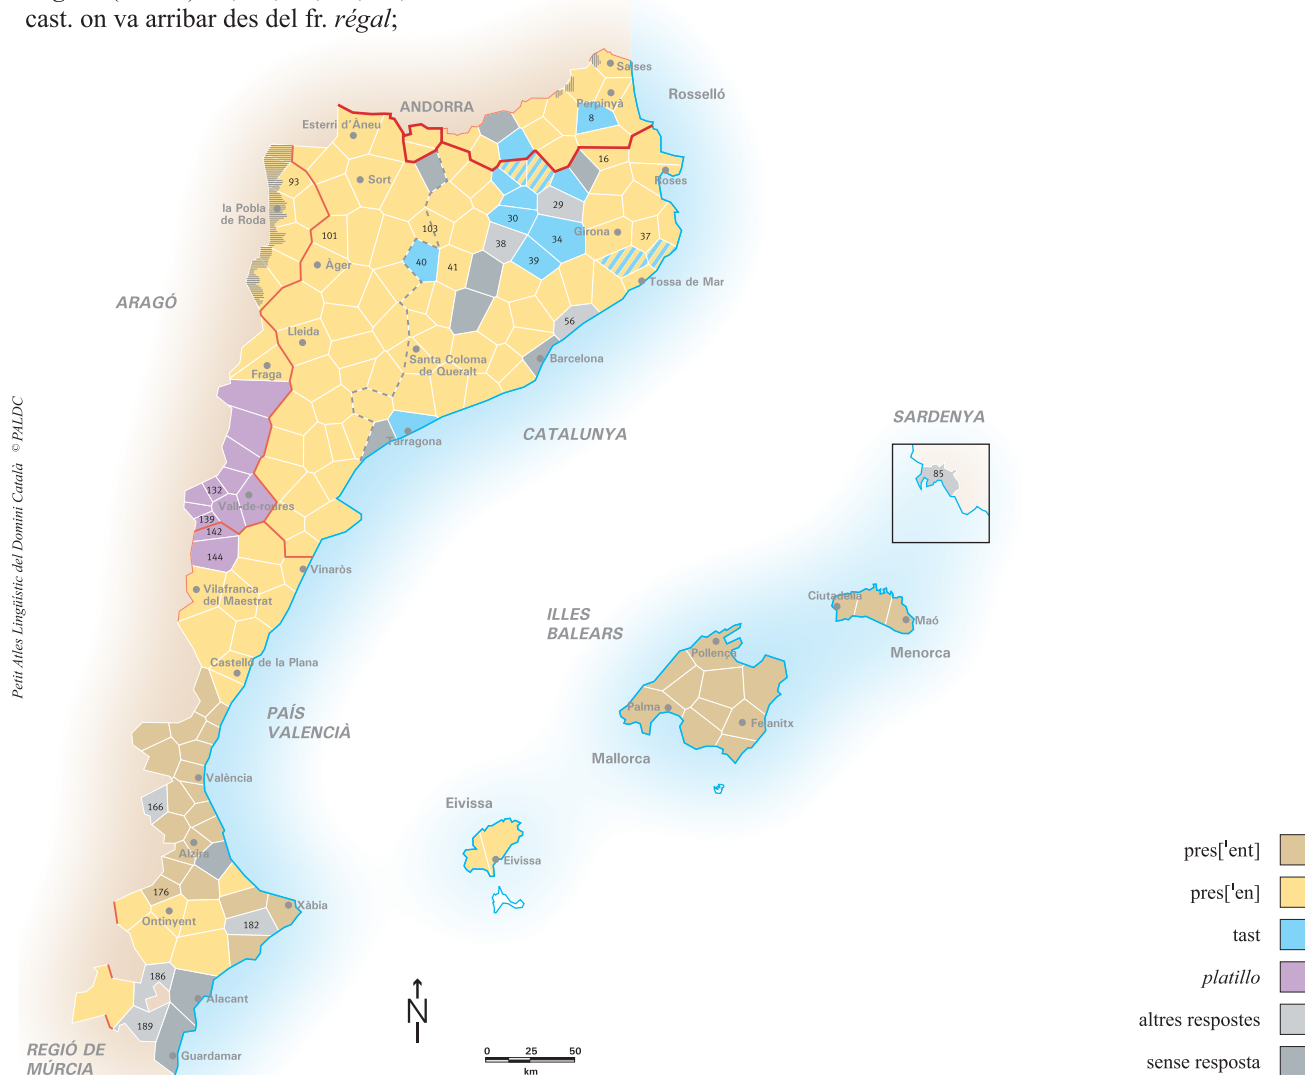 cast. on va arribar des del fr. régal;
Salses
Perpinyà
Rosselló
ANDORRA
8
Esterri d'Àneu
16
Roses
93
Sort
la Pobla
de Roda
29
30
101
103
Girona
37
34
38
Àger
40
41
39
Tossa de Mar
ARAGÓ
56
Lleida
Santa Coloma
de Queralt
Barcelona
Fraga
Tarragona
CATALUNYA
SARDENYA
85
132
Vall-de-roures
139
142
144
Vinaròs
Vilafranca
del Maestrat
Petit Atles Lingüístic del Domini Català © PALDC
ILLES
BALEARS
Ciutadella
Maó
Menorca
Pollença
Castelló de la Plana
PAÍS
VALENCIÀ
Palma
Felanitx
Mallorca
València
166
Eivissa
Alzira
Eivissa
176
Xàbia
Ontinyent
182
186
Alacant
189
N
REGIÓ DE
MÚRCIA
Guardamar
0 25 50
km
pres[ˈent]
pres[ˈen]
tast
platillo
altres respostes
sense resposta